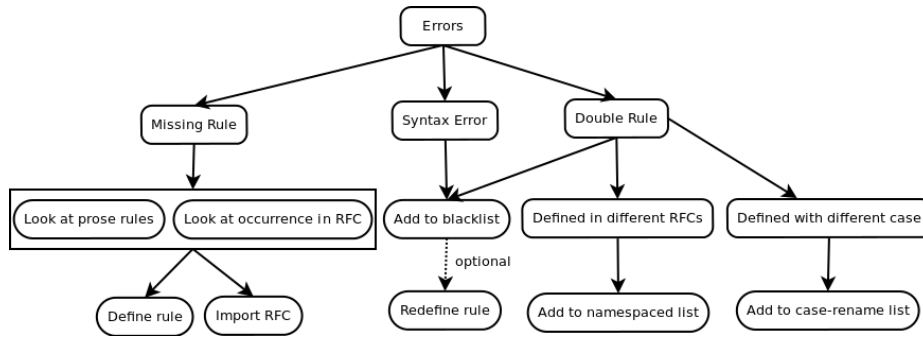 Errors
Missing Rule
Syntax Error
Double Rule
Look at prose rules
Look at occurrence in RFC
Add to blacklist
Defined in different RFCs
Defined with different case
optional
Define rule
Import RFC
Redefine rule
Add to namespaced list
Add to case-rename list